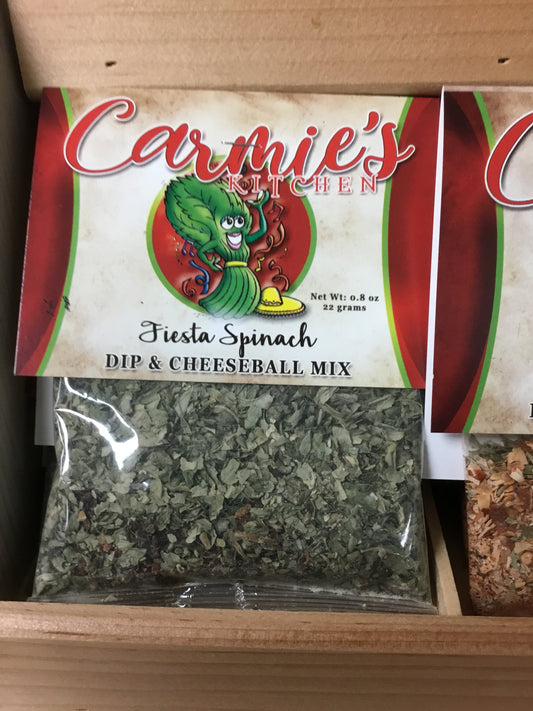 Carmie's
KITCHEN
Net Wt: 0.8 oz
22 grams
Fiesta Spinach
DIP & CHEESEBALL MIX